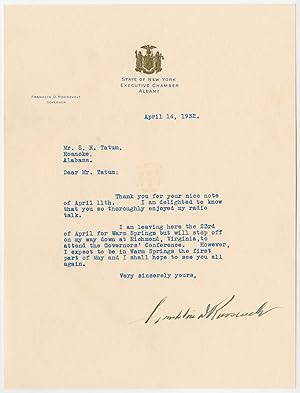 STATE OF NEW YORK
EXECUTIVE CHAMBER
ALBANY
FRANKLIN D. ROOSEVELT
GOVERNOR
April 14, 1932.
Mr. S. H. Tatum,
Roanoke,
Alabama.
Dear Mr. Tatum:
Thank you for your nice note
of April 11th. I am delighted to know
that you so thoroughly enjoyed my radio
talk.
I am leaving here the 23rd
of April for Warm Springs but will stop off
on my way down at Richmond, Virginia,to
attend the Governors' Conference. However,
I expect to be in Warm Springs the first
part of May and I shall hope to see you all
again.
Very sincerely yours,
Franklin D Roosevelt